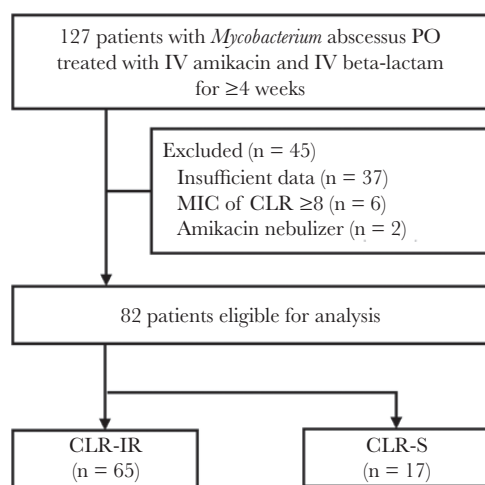 127 patients with Mycobacterium abscessus PO
treated with IV amikacin and IV beta-lactam
for ≥4 weeks
Excluded (n = 45)
Insufficient data (n = 37)
MIC of CLR ≥8 (n = 6)
Amikacin nebulizer (n = 2)
82 patients eligible for analysis
CLR-IR
(n = 65)
CLR-S
(n = 17)